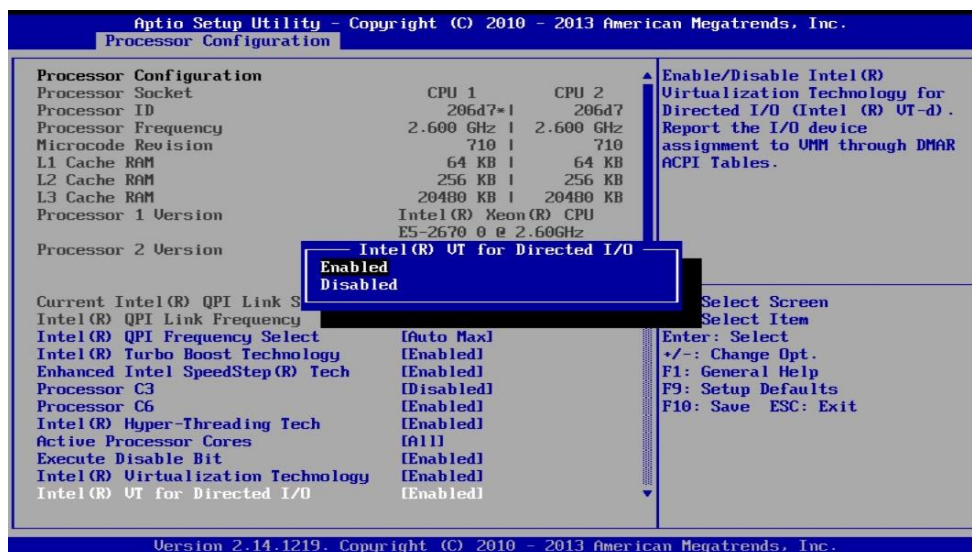 Aptio Setup Utility - Copyright (C) 2010 - 2013 American Megatrends, Inc.
Processor Configuration
Processor Configuration
Processor Socket CPU 1 CPU 2
Processor ID 206d7* | 206d7
Processor Frequency 2.600 GHz | 2.600 GHz
Microcode Revision 710 | 710
L1 Cache RAM 64 KB | 64 KB
L2 Cache RAM 256 KB | 256 KB
L3 Cache RAM 20480 KB | 20480 KB
Processor 1 Version Intel(R) Xeon(R) CPU
E5-2670 0 @ 2.60GHz
Processor 2 Version
Intel(R) VT for Directed I/O
Enabled
Disabled
Current Intel(R) QPI Link S
Intel(R) QPI Link Frequency
Intel(R) QPI Frequency Select [Auto Max]
Intel(R) Turbo Boost Technology [Enabled]
Enhanced Intel SpeedStep(R) Tech [Enabled]
Processor C3 [Disabled]
Processor C6 [Enabled]
Intel(R) Hyper-Threading Tech [Enabled]
Active Processor Cores [All]
Execute Disable Bit [Enabled]
Intel(R) Virtualization Technology [Enabled]
Intel(R) VT for Directed I/O [Enabled]
Enable/Disable Intel(R)
Virtualization Technology for
Directed I/O (Intel (R) VT-d).
Report the I/O device
assignment to VMM through DMAR
ACPI Tables.
Select Screen
Select Item
Enter: Select
+/-: Change Opt.
F1: General Help
F9: Setup Defaults
F10: Save ESC: Exit
Version 2.14.1219. Copyright (C) 2010 - 2013 American Megatrends, Inc.